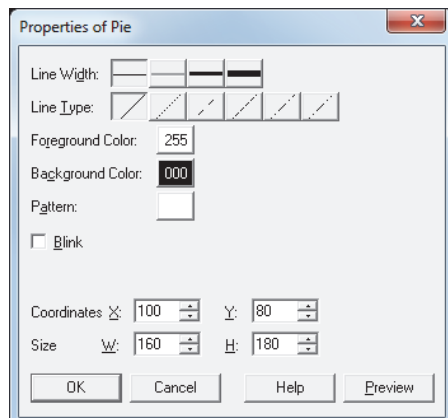 Properties of Pie
Line Width:
Line Type:
Foreground Color: 255
Background Color: 000
Pattern:
Blink
Coordinates X: 100 Y: 80
Size W: 160 H: 180
OK Cancel Help Preview